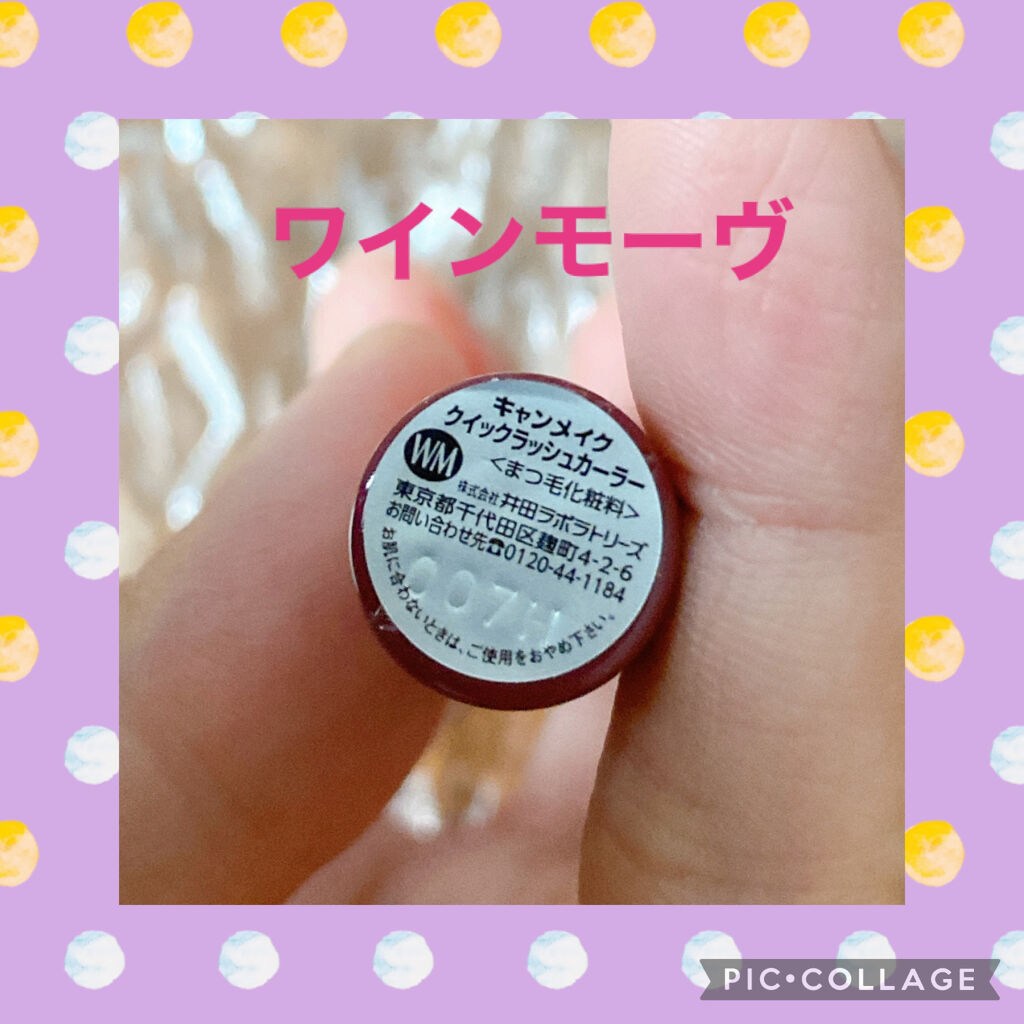 ワインモーヴ
キャンメイク
クイックラッシュカーラー
WM
<まつ毛化粧料>
株式会社 井田ラボラトリーズ
東京都千代田区麹町4-2-6
お問い合わせ先☎0120-44-1184
007H
お肌に合わないときは、ご使用をおやめ下さい。
PIC•COLLAGE